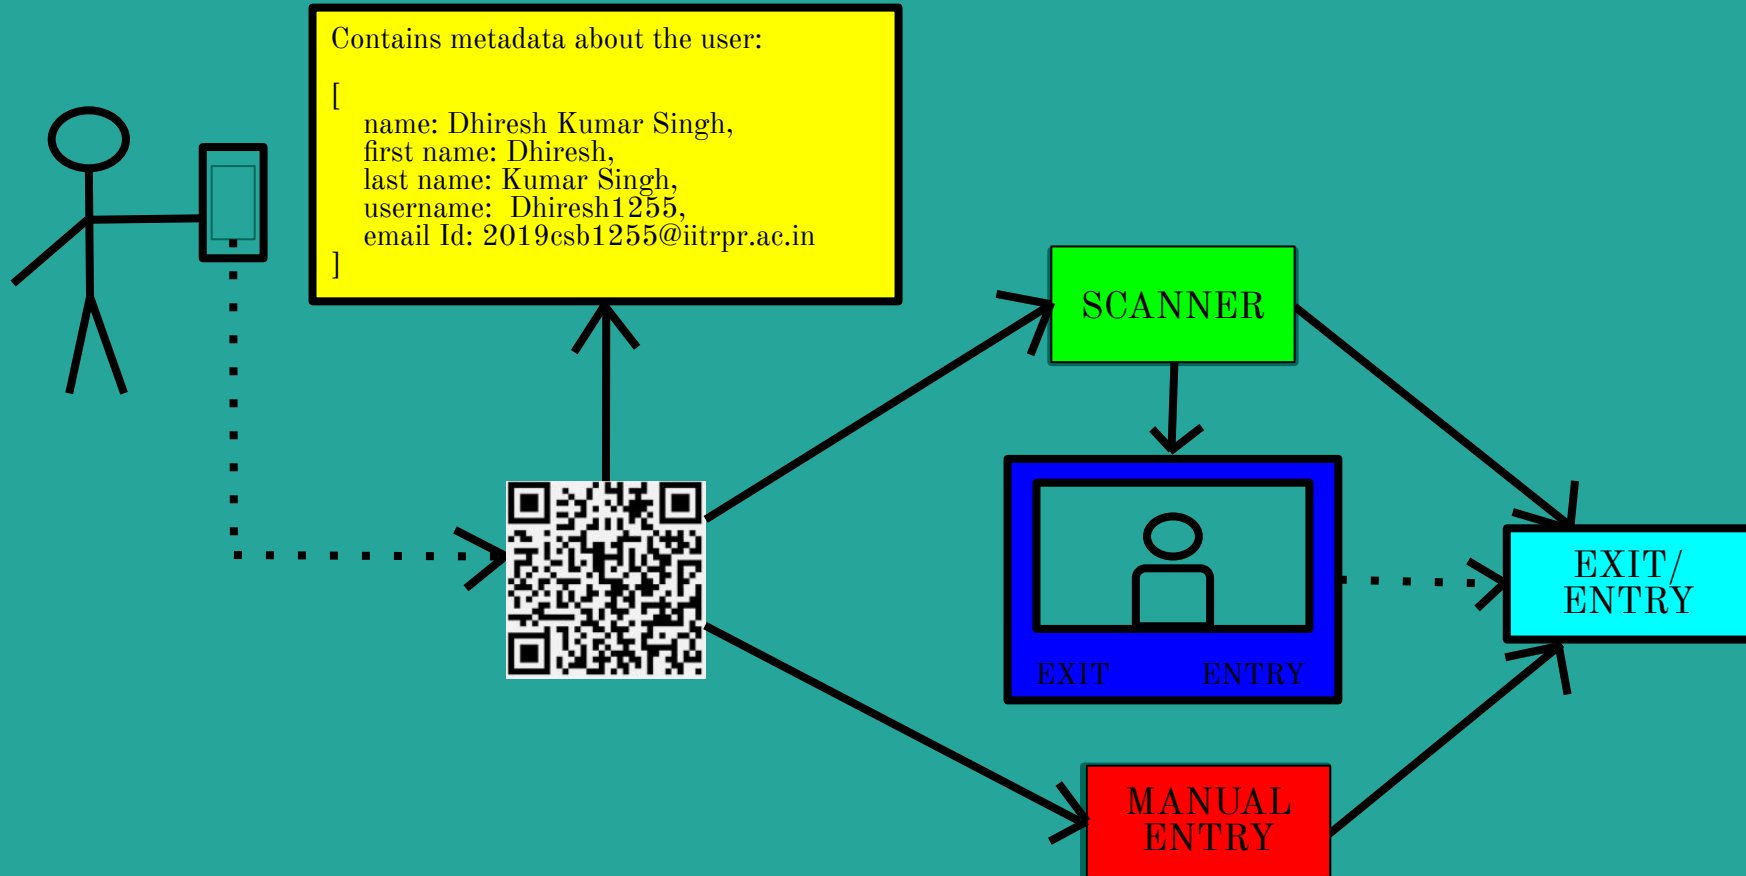 Contains metadata about the user:
[
name: Dhiresh Kumar Singh,
first name: Dhiresh,
last name: Kumar Singh,
username:  Dhiresh1255,
email Id: 2019csb1255@iitrpr.ac.in
]
SCANNER
EXIT ENTRY
EXIT/
ENTRY
MANUAL
ENTRY